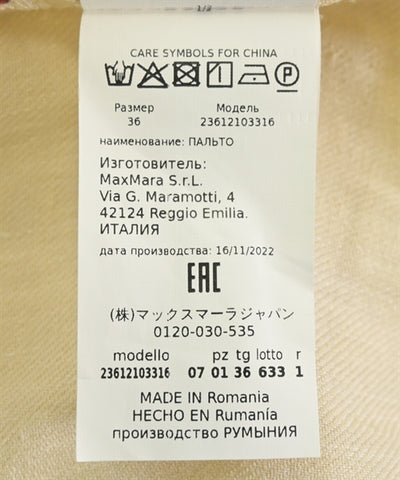 1/2
CARE SYMBOLS FOR CHINA
Размер Модель
36 23612103316
наименование: ПАЛЬТО
Изготовитель:
MaxMara S.r.L.
Via G. Maramotti, 4
42124 Reggio Emilia.
ИТАЛИЯ
дата производства: 16/11/2022
EAC
(株)マックスマーラジャパン
0120-030-535
modello pz tg lotto r
23612103316 07 01 36 633 1
MADE IN Romania
HECHO EN Rumanía
производство РУМЫНИЯ